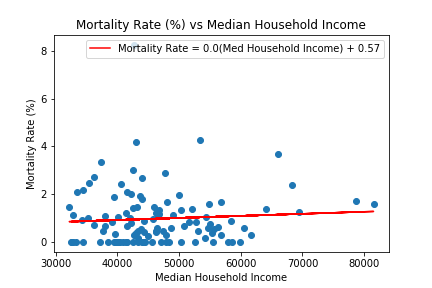 Mortality Rate (%) vs Median Household Income
Mortality Rate = 0.0(Med Household Income) + 0.57
Mortality Rate (%)
8
6
4
2
0
30000 40000 50000 60000 70000 80000
Median Household Income